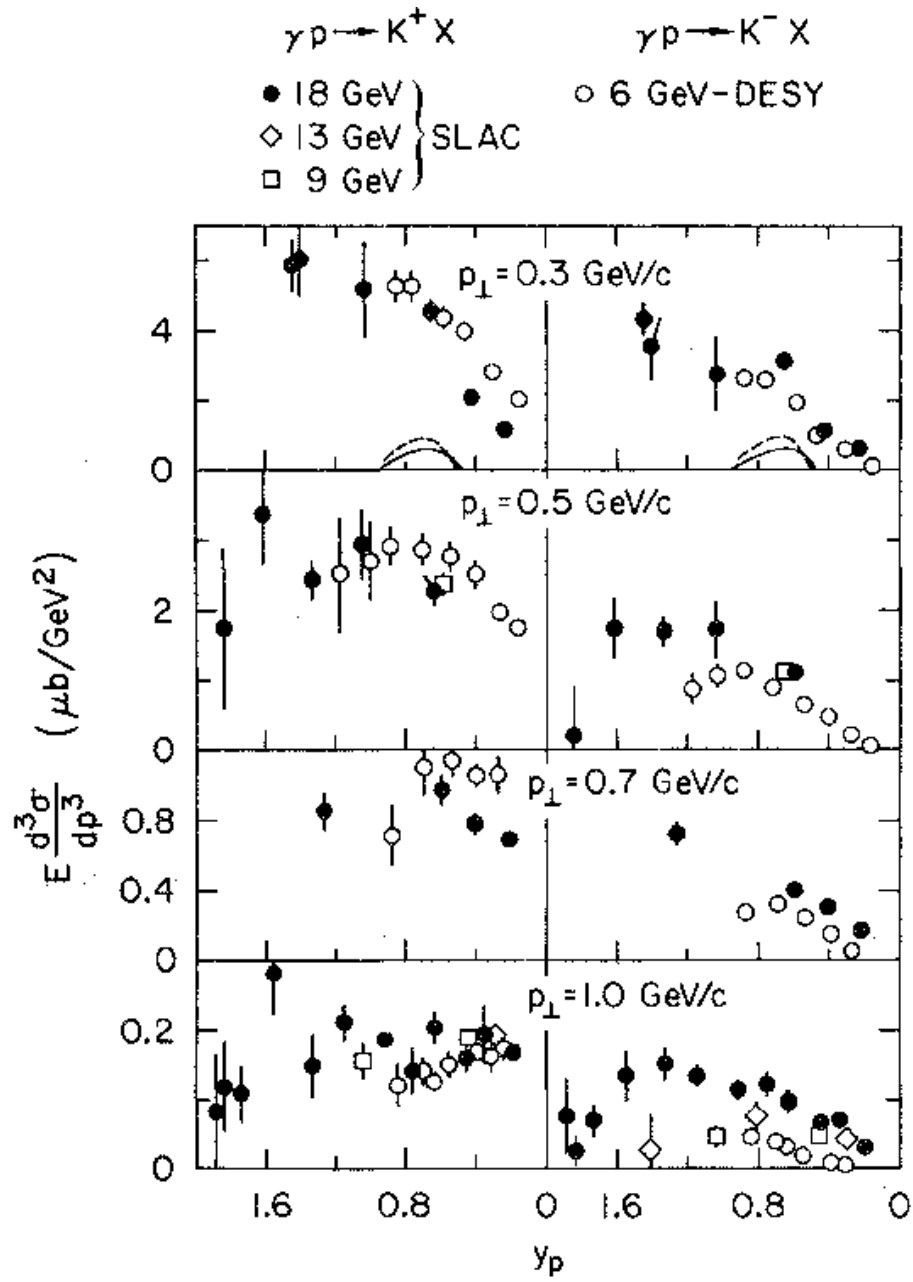 γp → K⁺ X
γp → K⁻ X
● 18 GeV
◇ 13 GeV } SLAC
□ 9 GeV
○ 6 GeV-DESY
p⊥=0.3 GeV/c
4
0
p⊥=0.5 GeV/c
2
0
p⊥=0.7 GeV/c
0.8
0.4
0
p⊥=1.0 GeV/c
0.2
0
E d³σ/dp³ (μb/GeV²)
1.6 0.8 0 1.6 0.8 0
yₚ